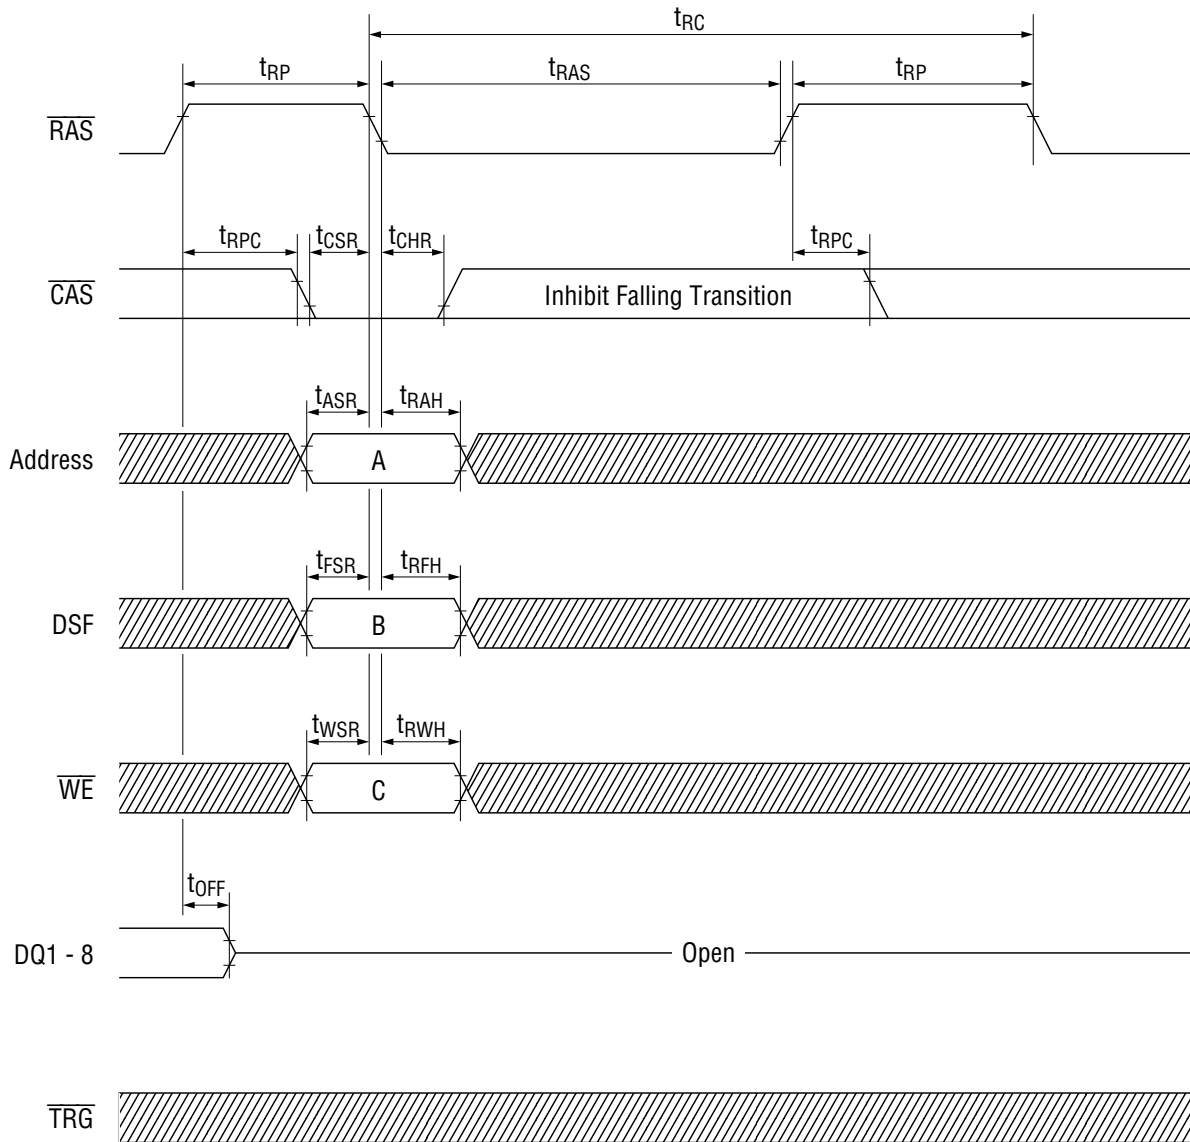 tRC
tRP tRAS tRP
RAS
tRPC tCSR tCHR tRPC
CAS Inhibit Falling Transition
tASR tRAH
Address A
tFSR tRFH
DSF B
tWSR tRWH
WE C
tOFF
DQ1 - 8 Open
TRG